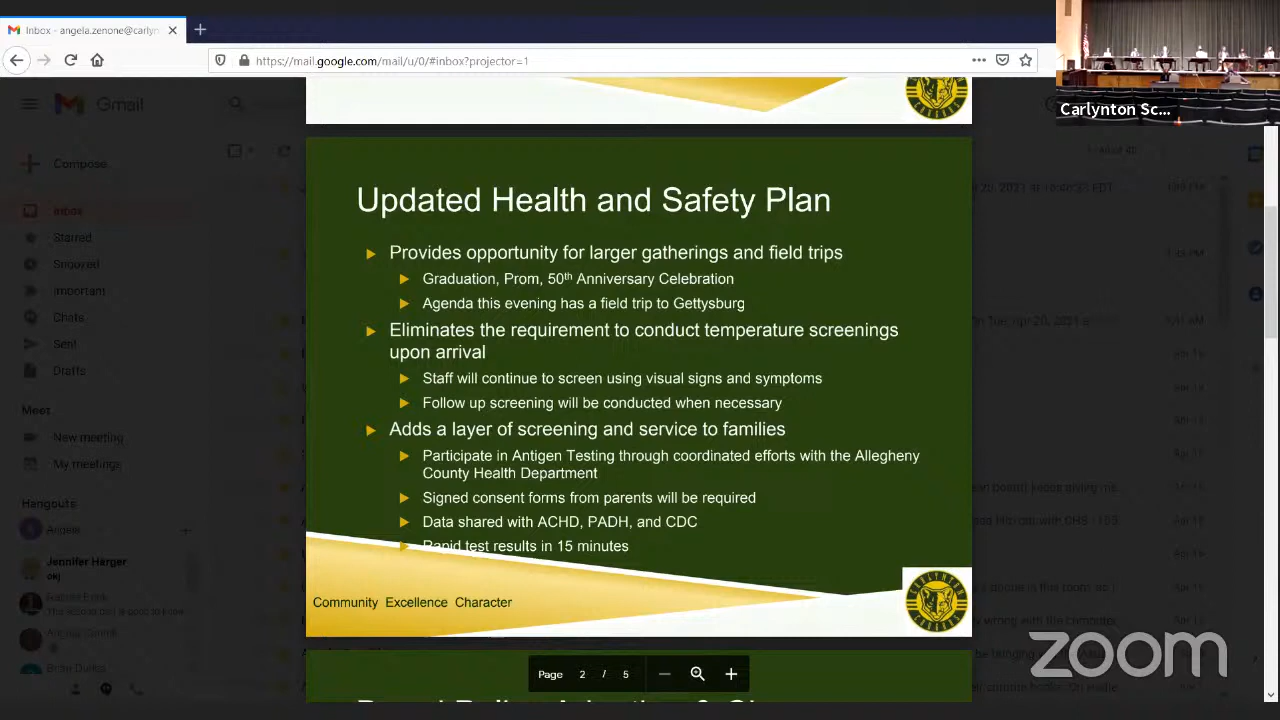 Inbox - angela.zenone@carlyn
https://mail.google.com/mail/u/0/#inbox?projector=1
Carlynton Sc...
Gmail
Compose
Inbox
Starred
Snoozed
Important
Chats
Sent
Drafts
Meet
New meeting
My meetings
Hangouts
Angela
Jennifer Harger
okj
Updated Health and Safety Plan
Provides opportunity for larger gatherings and field trips
Graduation, Prom, 50th Anniversary Celebration
Agenda this evening has a field trip to Gettysburg
Eliminates the requirement to conduct temperature screenings
upon arrival
Staff will continue to screen using visual signs and symptoms
Follow up screening will be conducted when necessary
Adds a layer of screening and service to families
Participate in Antigen Testing through coordinated efforts with the Allegheny
County Health Department
Signed consent forms from parents will be required
Data shared with ACHD, PADH, and CDC
Rapid test results in 15 minutes
Community Excellence Character
Page 2 / 5
zoom